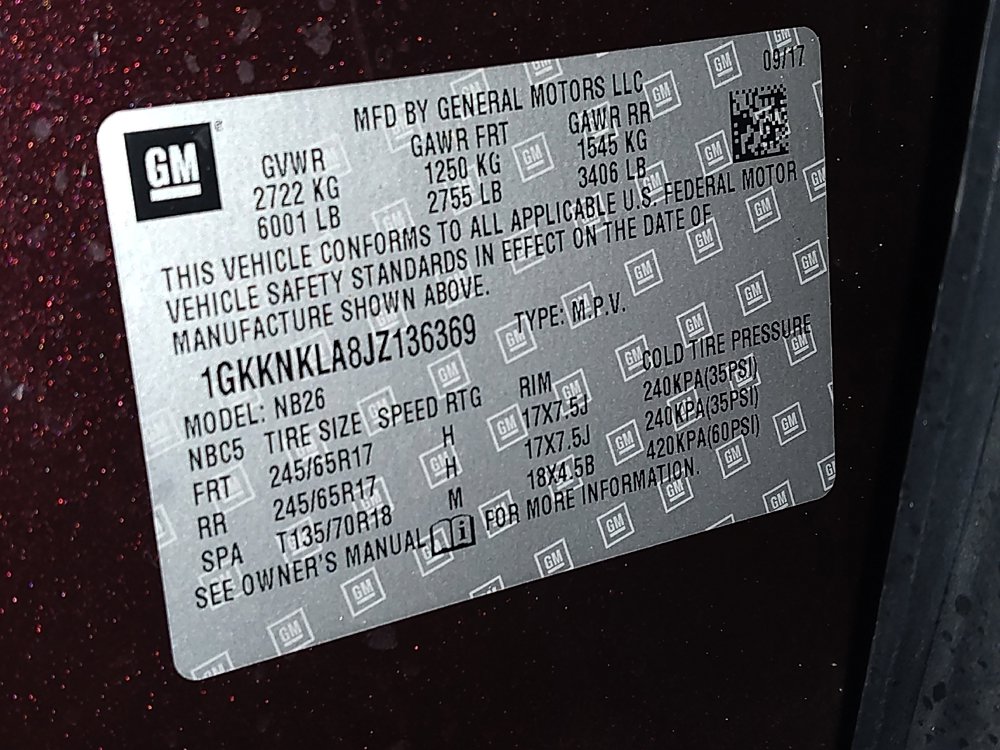 09/17
MFD BY GENERAL MOTORS LLC
GM
GVWR GAWR FRT GAWR RR
2722 KG 1250 KG 1545 KG
6001 LB 2755 LB 3406 LB
THIS VEHICLE CONFORMS TO ALL APPLICABLE U.S. FEDERAL MOTOR
VEHICLE SAFETY STANDARDS IN EFFECT ON THE DATE OF
MANUFACTURE SHOWN ABOVE.
1GKKNKLA8JZ136369 TYPE: M.P.V.
MODEL: NB26
NBC5 TIRE SIZE SPEED RTG RIM COLD TIRE PRESSURE
FRT 245/65R17 H 17X7.5J 240KPA(35PSI)
RR 245/65R17 H 17X7.5J 240KPA(35PSI)
SPA T135/70R18 M 18X4.5B 420KPA(60PSI)
SEE OWNER'S MANUAL i FOR MORE INFORMATION.